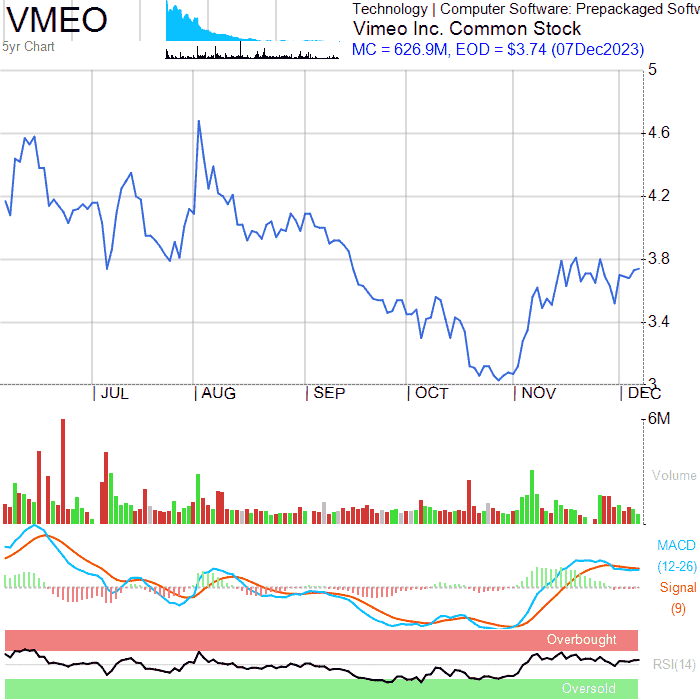 VMEO
5yr Chart
Technology | Computer Software: Prepackaged Softw
Vimeo Inc. Common Stock
MC = 626.9M, EOD = $3.74 (07Dec2023)
5
4.6
4.2
3.8
3.4
3
JUL AUG SEP OCT NOV DEC
6M
Volume
MACD
(12-26)
Signal
(9)
Overbought
RSI(14)
Oversold